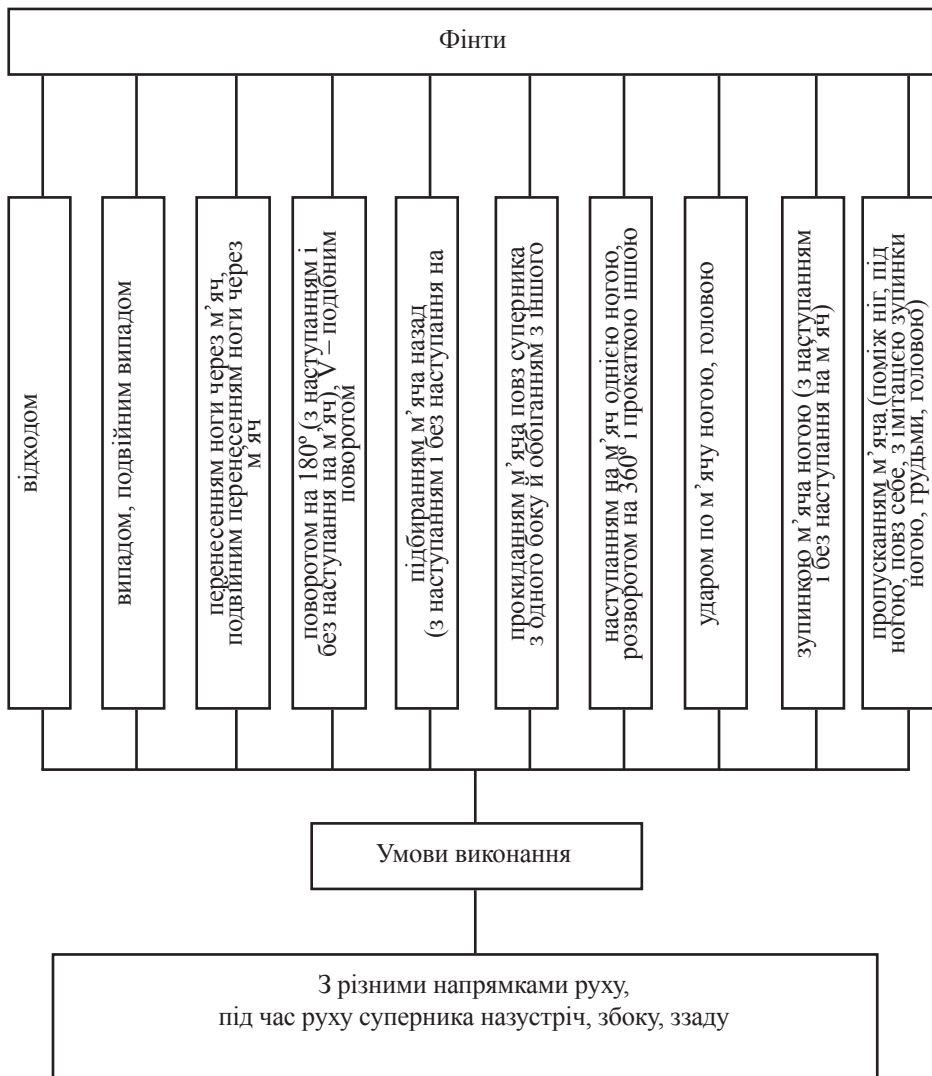 Фінти
відходом
випадом, подвійним випадом
перенесенням ноги через м’яч,
подвійним перенесенням ноги через
м’яч
поворотом на 180º (з наступанням і
без наступання на м’яч), V – подібним
поворотом
підбиранням м’яча назад
(з наступанням і без наступання на
прокиданням м’яча повз суперника
з одного боку й оббіганням з іншого
наступанням на м’яч однією ногою,
розворотом на 360º і прокаткою іншою
ударом по м’ячу ногою, головою
зупинкою м’яча ногою (з наступанням
і без наступання на м’яч)
пропусканням м’яча (поміж ніг, під
ногою, повз себе, з імітацією зупинки
ногою, грудьми, головою)
Умови виконання
З різними напрямками руху,
під час руху суперника назустріч, збоку, ззаду